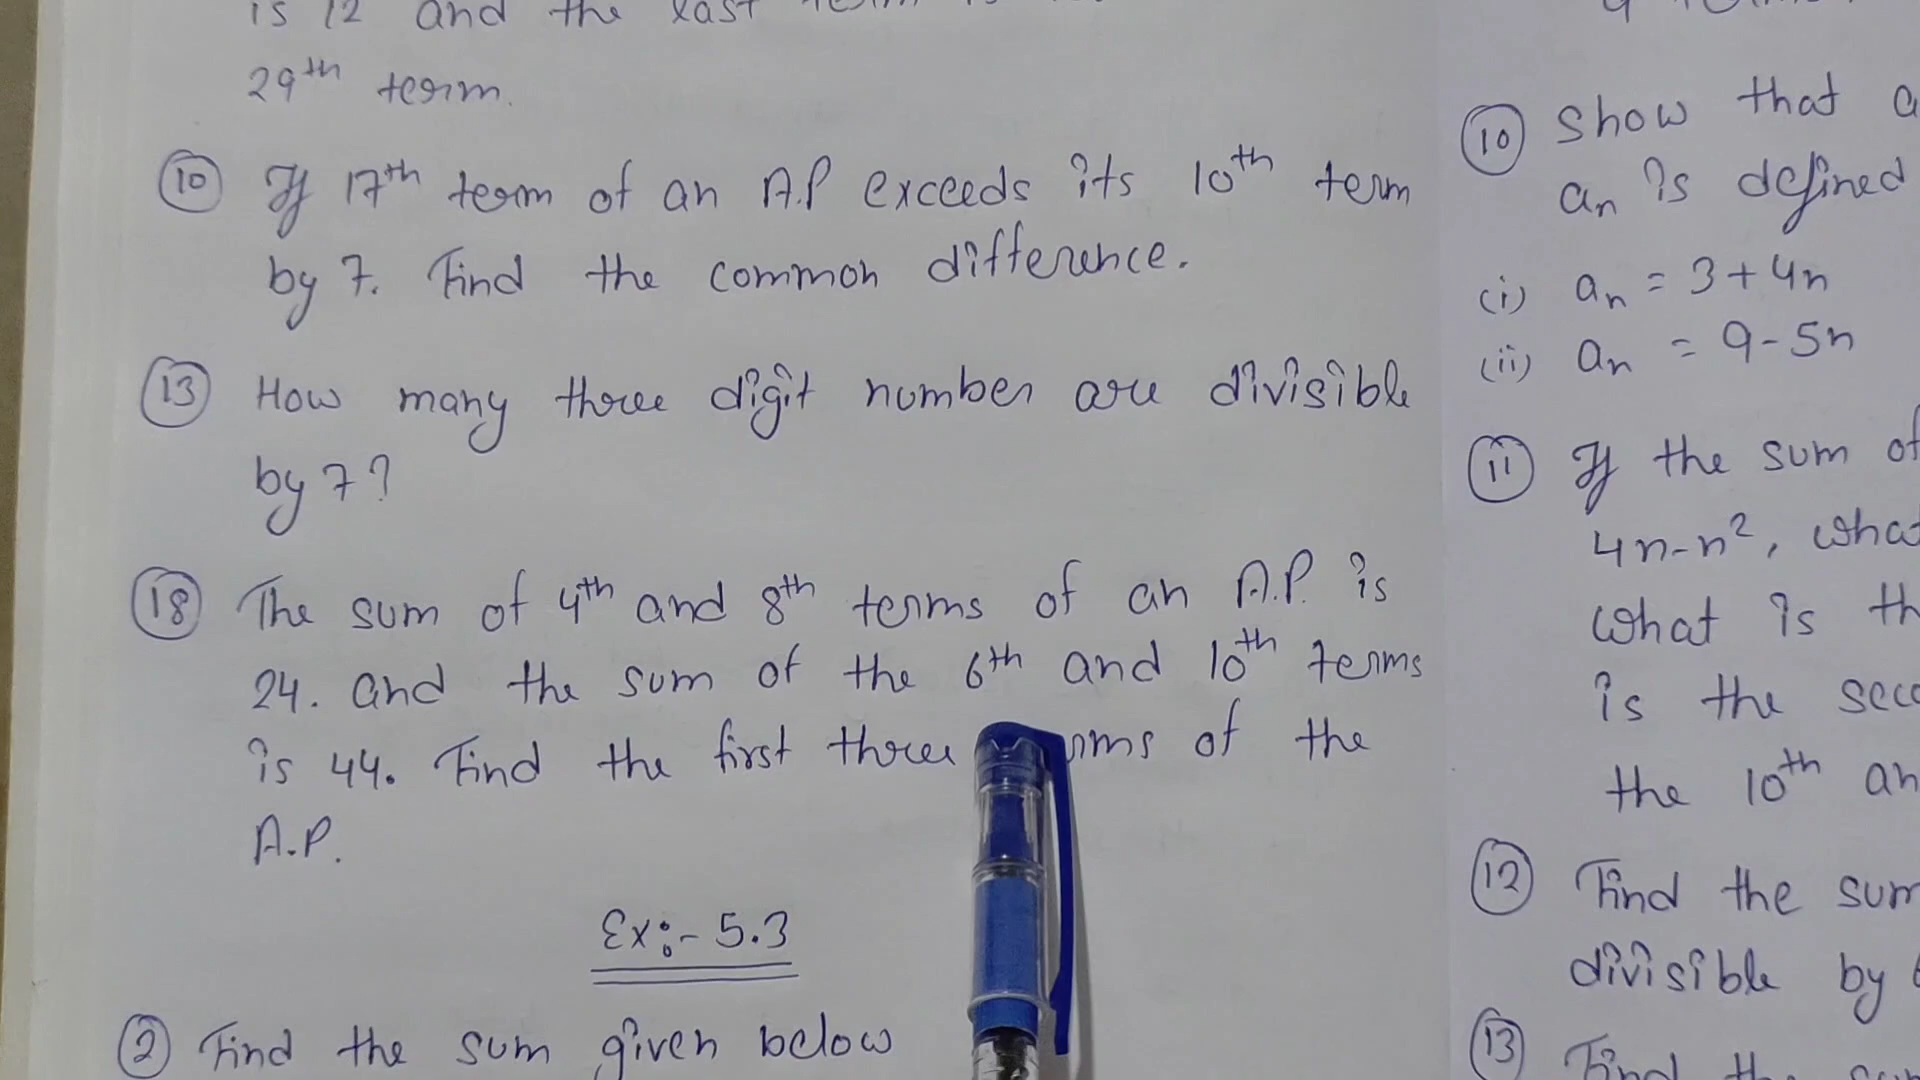 is 12 and the last
29th term.
10 If 17th term of an A.P exceeds its 10th term
by 7. Find the common difference.
13 How many three digit number are divisible
by 7?
18 The sum of 4th and 8th terms of an A.P. is
24. and the sum of the 6th and 10th terms
is 44. Find the first three of the
A.P.
Ex:- 5.3
2 Find the sum given below
10 Show that
an is defined
(i) an = 3+4n
(ii) an = 9-5n
11 If the sum of
4n-n², what
what is th
is the sec
the 10th an
12 Find the sum
divisible by
13 Find the